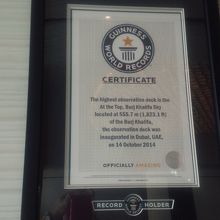 GUINNESS
WORLD RECORDS
CERTIFICATE
The highest observation deck is the
At the Top, Burj Khalifa Sky
located at 555.7 m (1,823.1 ft)
of the Burj Khalifa,
the observation deck was
inaugurated in Dubai, UAE,
on 14 October 2014
OFFICIALLY AMAZING
RECORD HOLDER